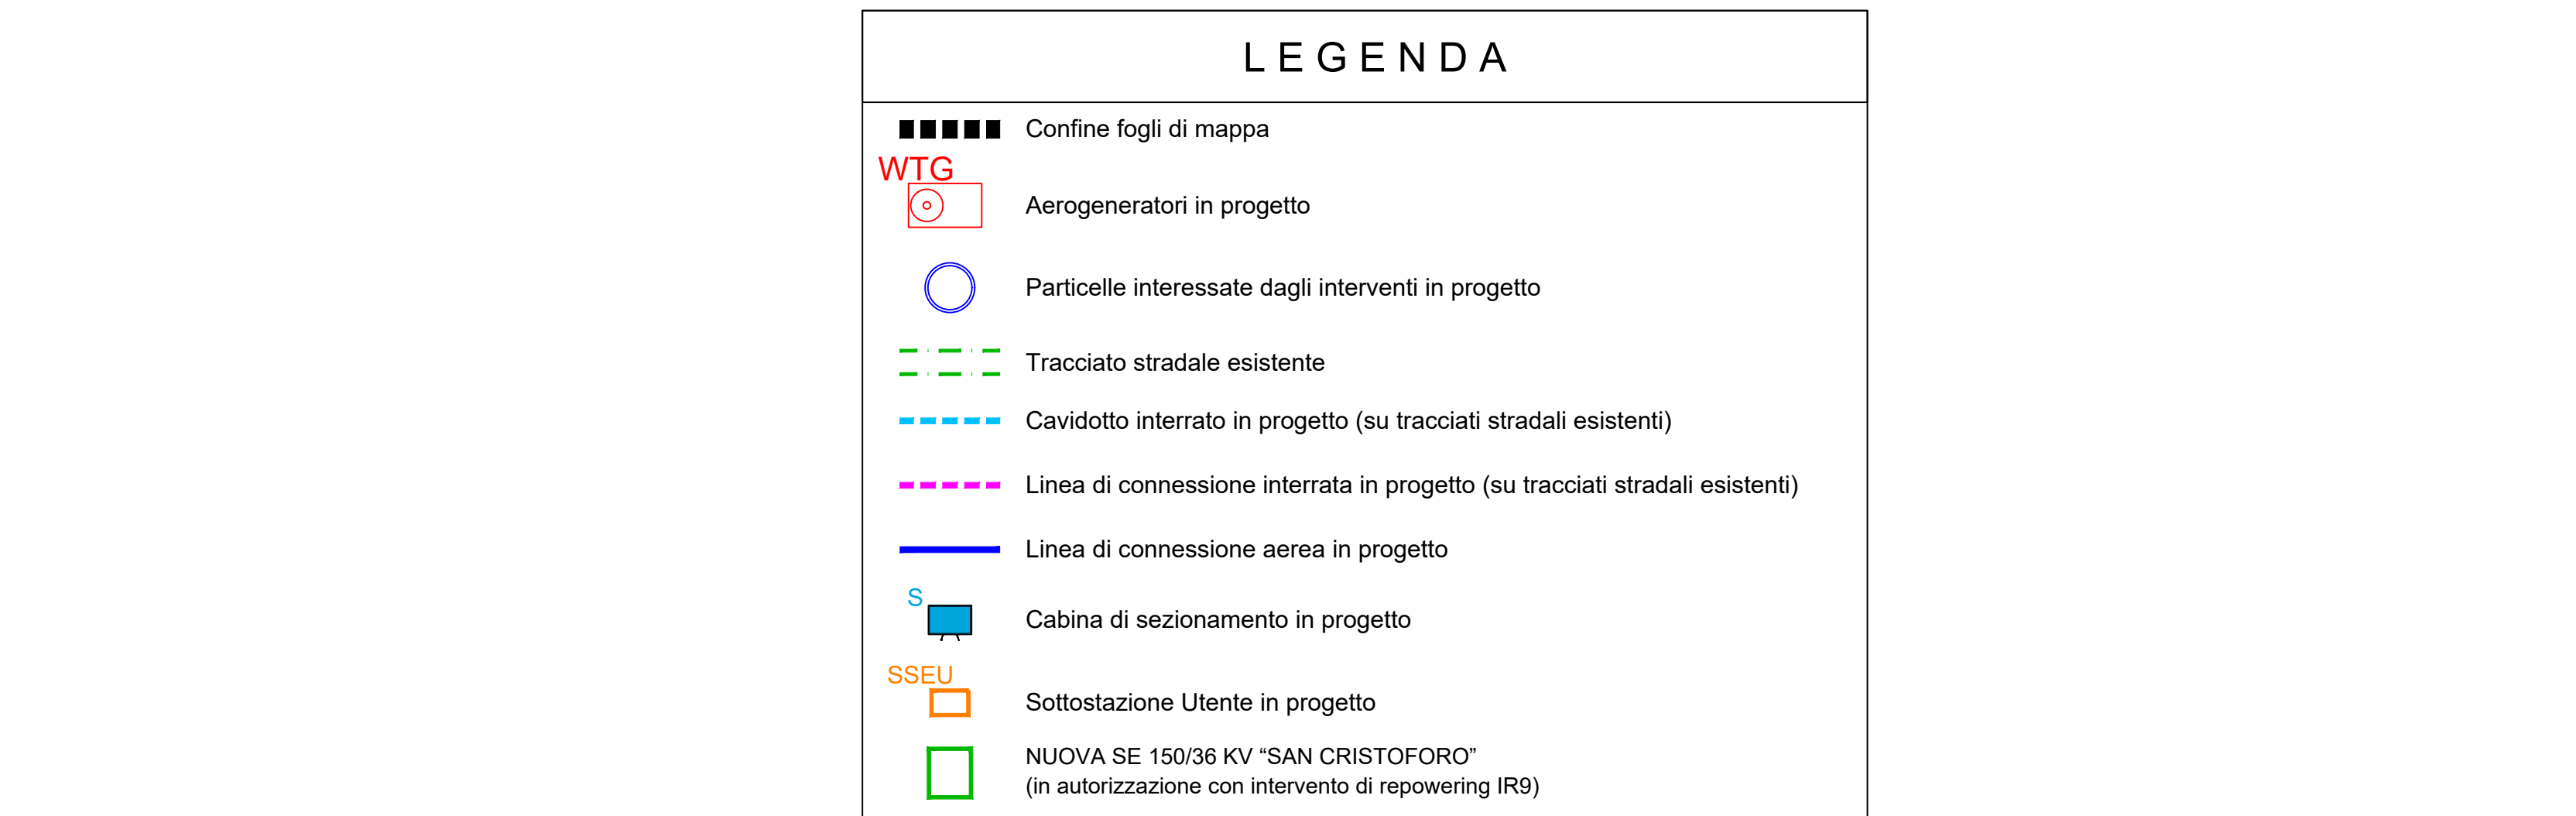 LEGENDA
Confine fogli di mappa
WTG
Aerogeneratori in progetto
Particelle interessate dagli interventi in progetto
Tracciato stradale esistente
Cavidotto interrato in progetto (su tracciati stradali esistenti)
Linea di connessione interrata in progetto (su tracciati stradali esistenti)
Linea di connessione aerea in progetto
S
Cabina di sezionamento in progetto
SSEU
Sottostazione Utente in progetto
NUOVA SE 150/36 KV “SAN CRISTOFORO”
(in autorizzazione con intervento di repowering IR9)